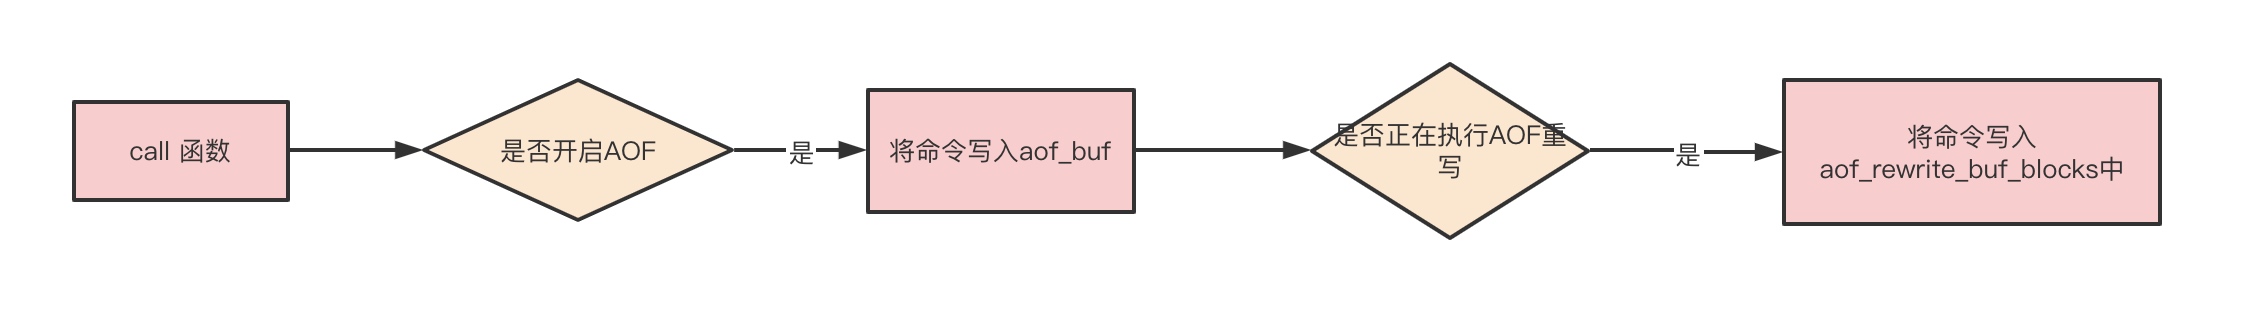 call 函数
是否开启AOF
是
将命令写入aof_buf
是否正在执行AOF重
写
是
将命令写入
aof_rewrite_buf_blocks中